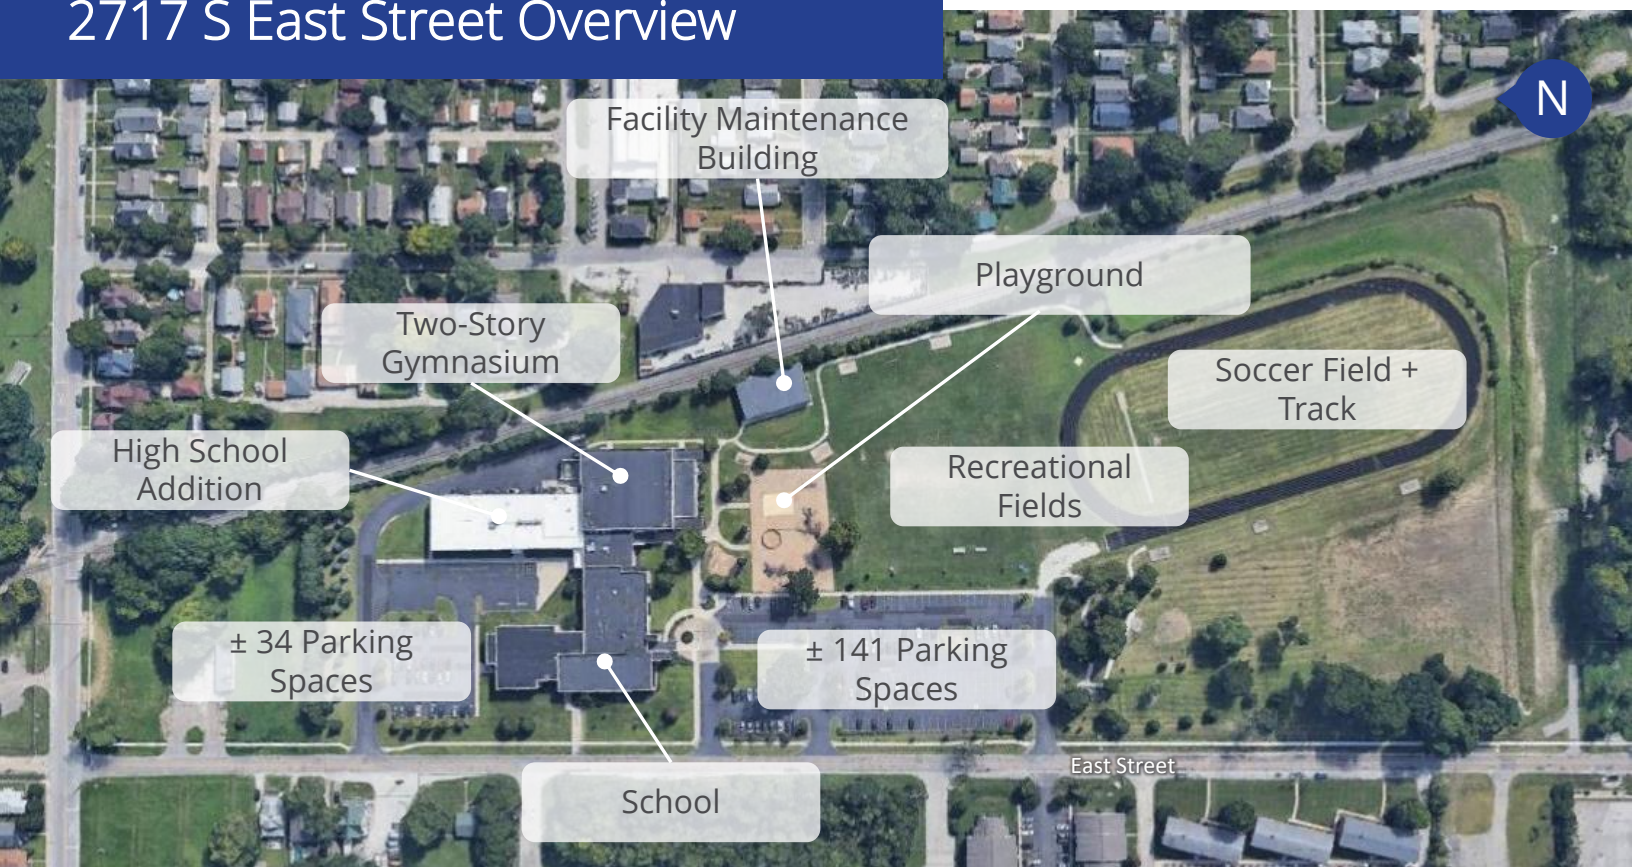 2717 S East Street Overview
N
Facility Maintenance
Building
Playground
Two-Story
Gymnasium
Soccer Field +
Track
High School
Addition
Recreational
Fields
± 34 Parking
Spaces
± 141 Parking
Spaces
East Street
School